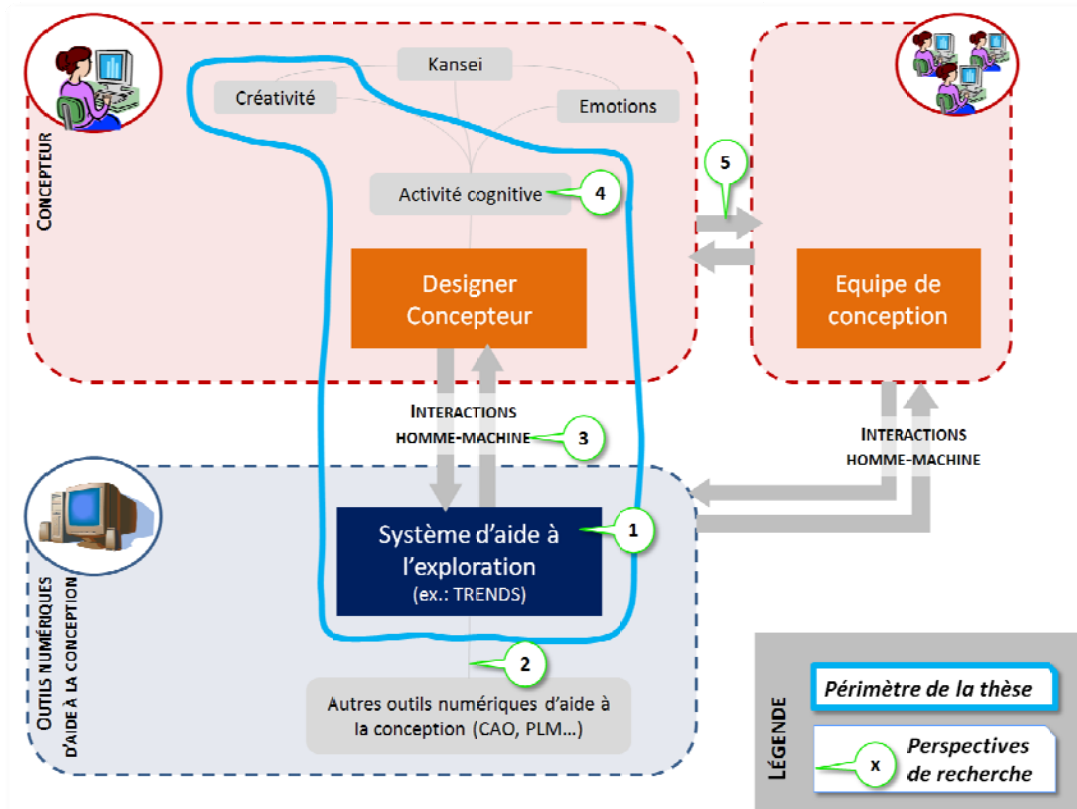 Kansei
Créativité
Emotions
CONCEPTEUR
Activité cognitive
4
5
Designer
Concepteur
Equipe de
conception
INTERACTIONS
HOMME-MACHINE
3
INTERACTIONS
HOMME-MACHINE
Système d'aide à
l'exploration
(ex.: TRENDS)
1
OUTILS NUMÉRIQUES
D'AIDE À LA CONCEPTION
2
Autres outils numériques d'aide à
la conception (CAO, PLM...)
LÉGENDE
Périmètre de la thèse
x
Perspectives
de recherche